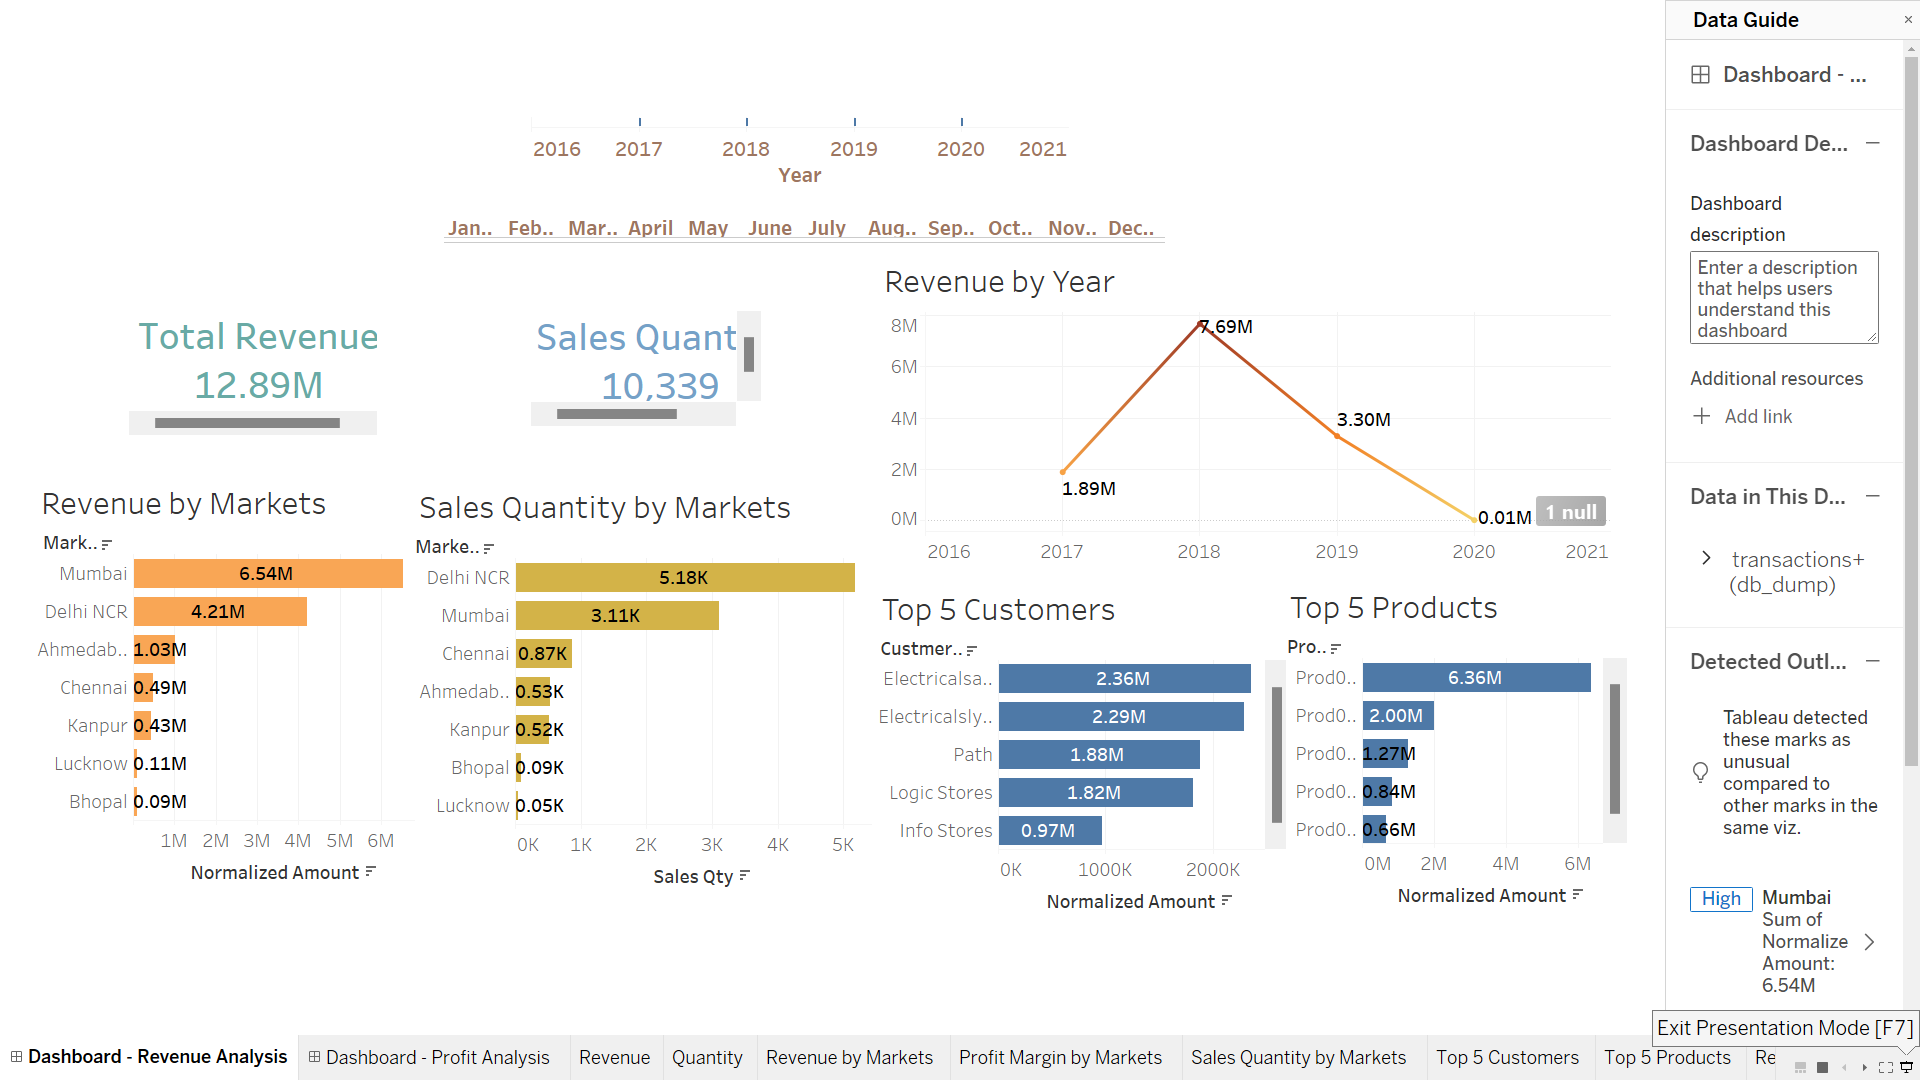 Data Guide
Dashboard - ...
Dashboard De...
Dashboard
description
Enter a description
that helps users
understand this
dashboard
Additional resources
Add link
Data in This D...
transactions+
(db_dump)
Detected Outl...
Tableau detected
these marks as
unusual
compared to
other marks in the
same viz.
High
Mumbai
Sum of
Normalize
Amount:
6.54M
Exit Presentation Mode [F7]
2016 2017 2018 2019 2020 2021
Year
Jan.. Feb.. Mar.. April May June July Aug.. Sep.. Oct.. Nov.. Dec..
Total Revenue
12.89M
Sales Quant
10,339
Revenue by Year
8M
6M
4M
2M
0M
7.69M
3.30M
1.89M
0.01M
1 null
2016 2017 2018 2019 2020 2021
Revenue by Markets
Mark..
Mumbai 6.54M
Delhi NCR 4.21M
Ahmedab.. 1.03M
Chennai 0.49M
Kanpur 0.43M
Lucknow 0.11M
Bhopal 0.09M
1M 2M 3M 4M 5M 6M
Normalized Amount
Sales Quantity by Markets
Marke..
Delhi NCR 5.18K
Mumbai 3.11K
Chennai 0.87K
Ahmedab.. 0.53K
Kanpur 0.52K
Bhopal 0.09K
Lucknow 0.05K
0K 1K 2K 3K 4K 5K
Sales Qty
Top 5 Customers
Custmer..
Electricalsa.. 2.36M
Electricalsly.. 2.29M
Path 1.88M
Logic Stores 1.82M
Info Stores 0.97M
0K 1000K 2000K
Normalized Amount
Top 5 Products
Pro..
Prod0.. 6.36M
Prod0.. 2.00M
Prod0.. 1.27M
Prod0.. 0.84M
Prod0.. 0.66M
0M 2M 4M 6M
Normalized Amount
Dashboard - Revenue Analysis Dashboard - Profit Analysis Revenue Quantity Revenue by Markets Profit Margin by Markets Sales Quantity by Markets Top 5 Customers Top 5 Products Re